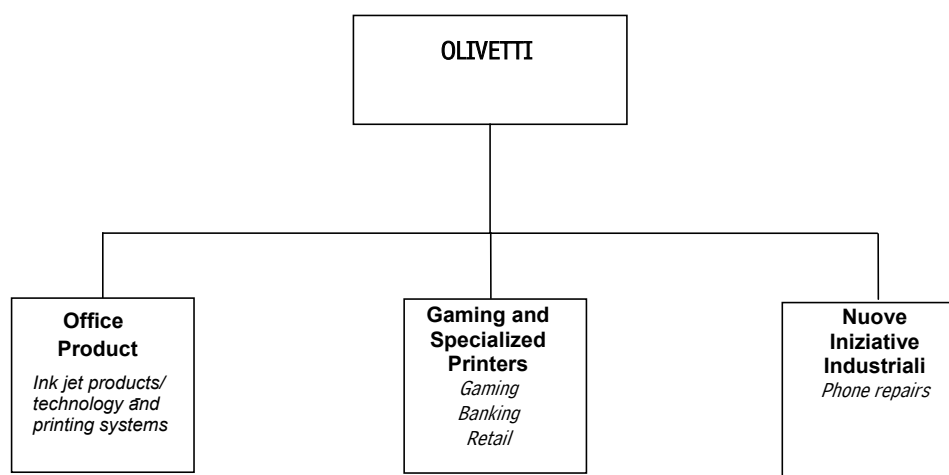 OLIVETTI
Office
Product
Ink jet products/
technology and
printing systems
Gaming and
Specialized
Printers
Gaming
Banking
Retail
Nuove
Iniziative
Industriali
Phone repairs